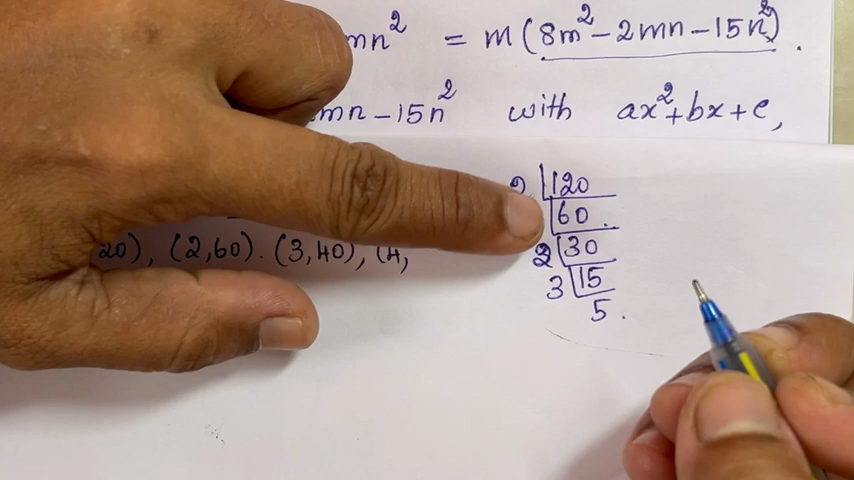 mn² = m(8m² - 2mn - 15n²).
mn - 15n² with ax² + bx + c,
2 120
60.
20), (2,60). (3,40), (4,
2 30
3 15
5.